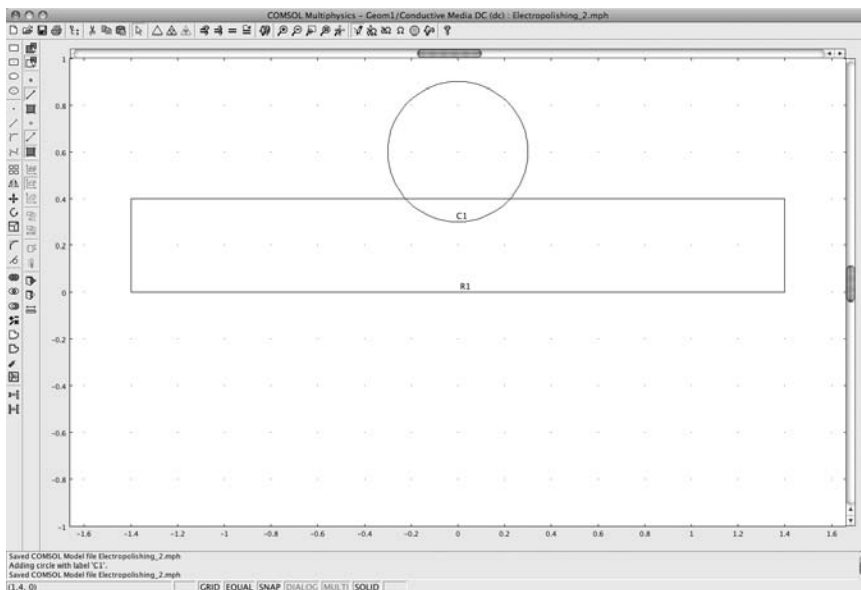 COMSOL Multiphysics - Geom1/Conductive Media DC (dc) : Electropolishing_2.mph
1
0.8
0.6
0.4
C1
0.2
R1
0
-0.2
-0.4
-0.6
-0.8
-1
-1.6 -1.4 -1.2 -1 -0.8 -0.6 -0.4 -0.2 0 0.2 0.4 0.6 0.8 1 1.2 1.4 1.6
Saved COMSOL Model file Electropolishing_2.mph
Adding circle with label 'C1'.
Saved COMSOL Model file Electropolishing_2.mph
(1.4, 0) GRID EQUAL SNAP DIALOG MULTI SOLID